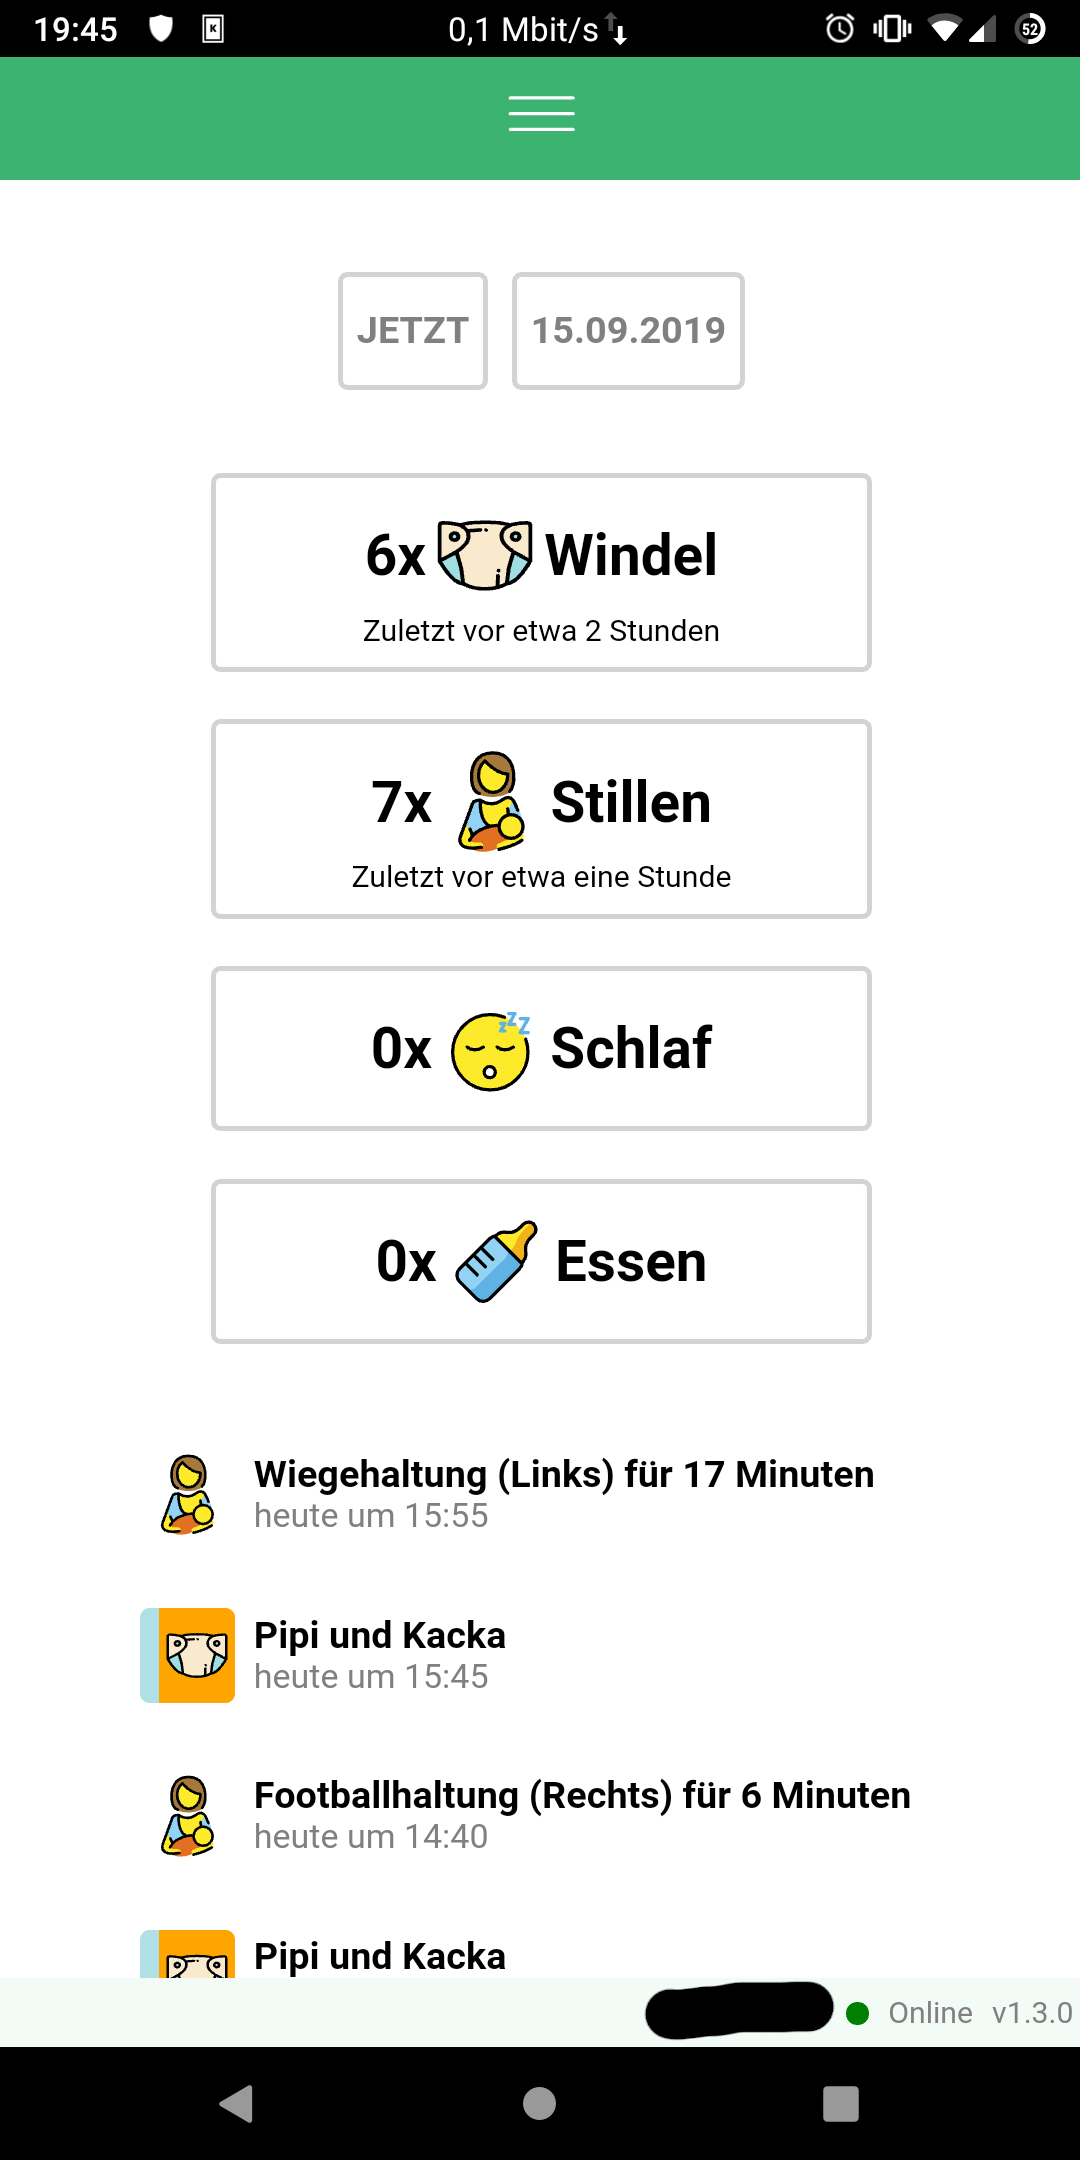 19:45 0,1 Mbit/s 52
JETZT 15.09.2019
6x Windel
Zuletzt vor etwa 2 Stunden
7x Stillen
Zuletzt vor etwa eine Stunde
0x Schlaf
0x Essen
Wiegehaltung (Links) für 17 Minuten
heute um 15:55
Pipi und Kacka
heute um 15:45
Footballhaltung (Rechts) für 6 Minuten
heute um 14:40
Pipi und Kacka
Online v1.3.0